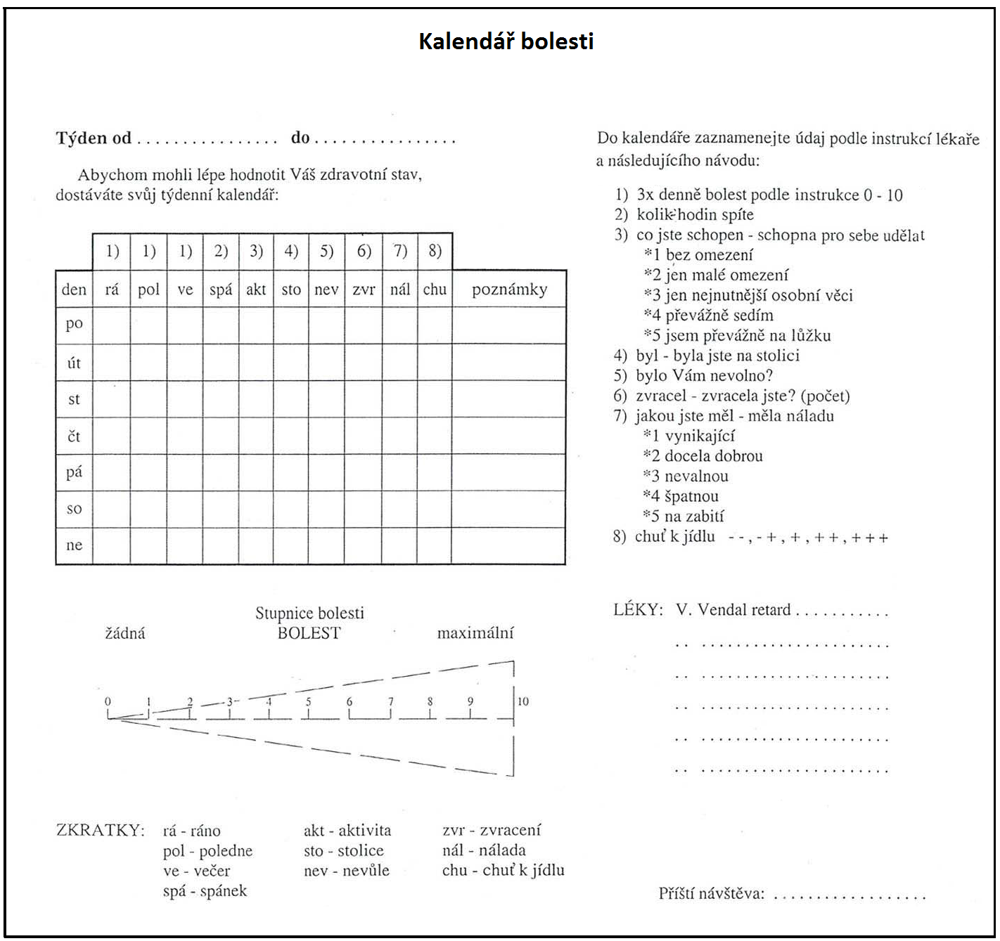 Kalendář bolesti
Týden od . . . . . . . . . . . . . . . . do . . . . . . . . . . . . . . . .
Abychom mohli lépe hodnotit Váš zdravotní stav,
dostáváte svůj týdenní kalendář:
1) 1) 1) 2) 3) 4) 5) 6) 7) 8)
den rá pol ve spá akt sto nev zvr nál chu poznámky
po
út
st
čt
pá
so
ne
Stupnice bolesti
žádná BOLEST maximální
0 1 2 3 4 5 6 7 8 9 10
ZKRATKY: rá - ráno akt - aktivita zvr - zvracení
pol - poledne sto - stolice nál - nálada
ve - večer nev - nevůle chu - chuť k jídlu
spá - spánek
Do kalendáře zaznamenejte údaj podle instrukcí lékaře
a následujícího návodu:
1) 3x denně bolest podle instrukce 0 - 10
2) kolik hodin spíte
3) co jste schopen - schopna pro sebe udělat
*1 bez omezení
*2 jen malé omezení
*3 jen nejnutnější osobní věci
*4 převážně sedím
*5 jsem převážně na lůžku
4) byl - byla jste na stolici
5) bylo Vám nevolno?
6) zvracel - zvracela jste? (počet)
7) jakou jste měl - měla náladu
*1 vynikající
*2 docela dobrou
*3 nevalnou
*4 špatnou
*5 na zabití
8) chuť k jídlu - - , - + , + , + + , + + +
LÉKY: V. Vendal retard . . . . . . . . . . .
. . . . . . . . . . . . . . . . . . . . . . . .
. . . . . . . . . . . . . . . . . . . . . . . .
. . . . . . . . . . . . . . . . . . . . . . . .
. . . . . . . . . . . . . . . . . . . . . . . .
. . . . . . . . . . . . . . . . . . . . . . . .
Příští návštěva: . . . . . . . . . . . . . . . . . .